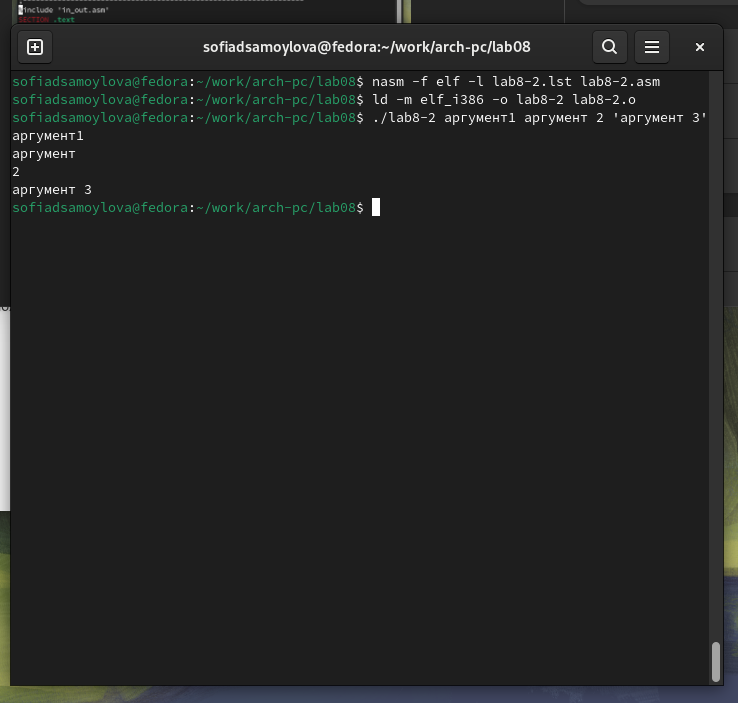 %include 'in_out.asm'
SECTION .text
sofiadsamoylova@fedora:~/work/arch-pc/lab08
sofiadsamoylova@fedora:~/work/arch-pc/lab08$ nasm -f elf -l lab8-2.lst lab8-2.asm
sofiadsamoylova@fedora:~/work/arch-pc/lab08$ ld -m elf_i386 -o lab8-2 lab8-2.o
sofiadsamoylova@fedora:~/work/arch-pc/lab08$ ./lab8-2 аргумент1 аргумент 2 'аргумент 3'
аргумент1
аргумент
2
аргумент 3
sofiadsamoylova@fedora:~/work/arch-pc/lab08$